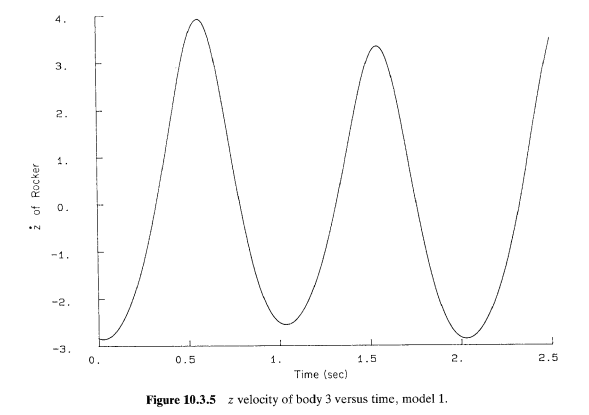 4.
3.
2.
1.
0.
-1.
-2.
-3.
ż of Rocker
0. 0.5 1. 1.5 2. 2.5
Time (sec)
Figure 10.3.5 z velocity of body 3 versus time, model 1.